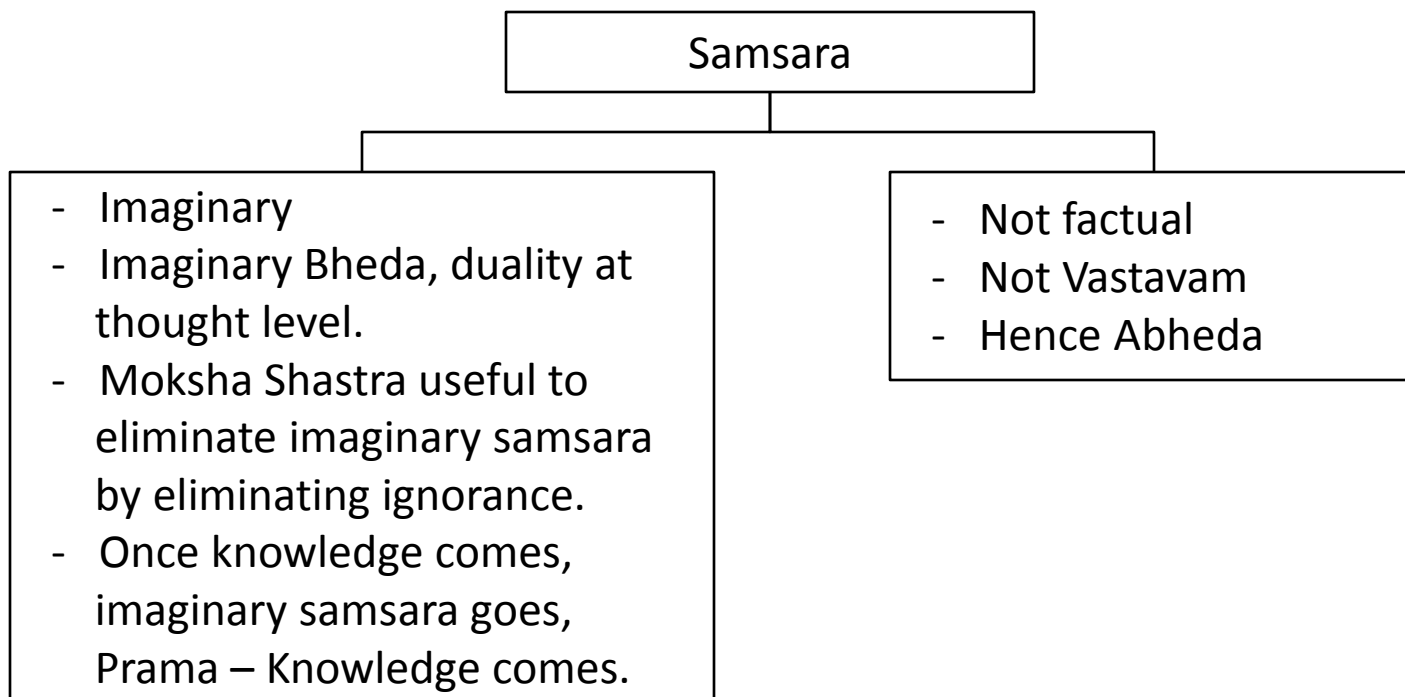 Samsara
- Imaginary
- Imaginary Bheda, duality at
thought level.
- Moksha Shastra useful to
eliminate imaginary samsara
by eliminating ignorance.
- Once knowledge comes,
imaginary samsara goes,
Prama – Knowledge comes.
- Not factual
- Not Vastavam
- Hence Abheda